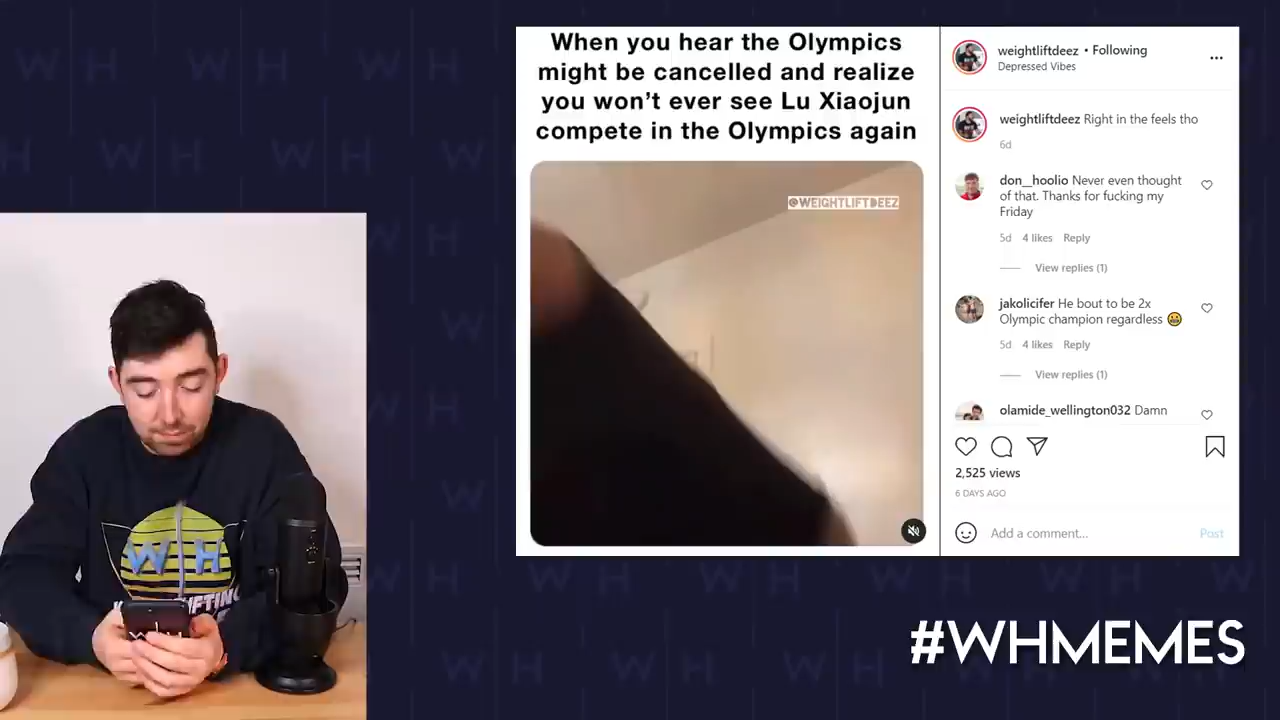 When you hear the Olympics
might be cancelled and realize
you won't ever see Lu Xiaojun
compete in the Olympics again
@WEIGHTLIFTDEEZ
weightliftdeez • Following
Depressed Vibes
weightliftdeez Right in the feels tho
6d
don__hoolio Never even thought
of that. Thanks for fucking my
Friday
5d 4 likes Reply
View replies (1)
jakolicifer He bout to be 2x
Olympic champion regardless 😀
5d 4 likes Reply
View replies (1)
olamide_wellington032 Damn
2,525 views
6 DAYS AGO
Add a comment... Post
W H
#WHMEMES